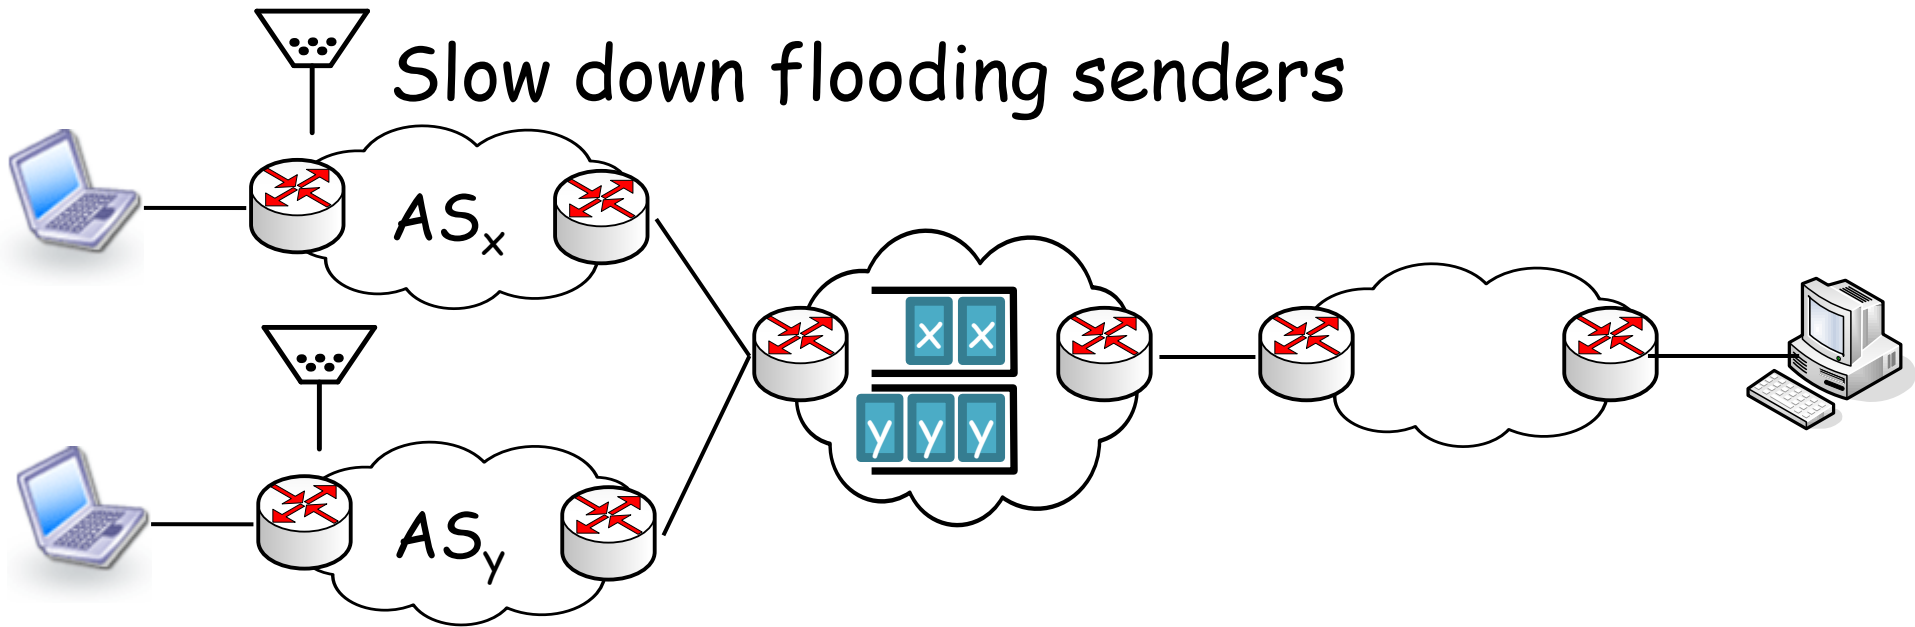 Slow down flooding senders
ASx
x x
y y y
ASy